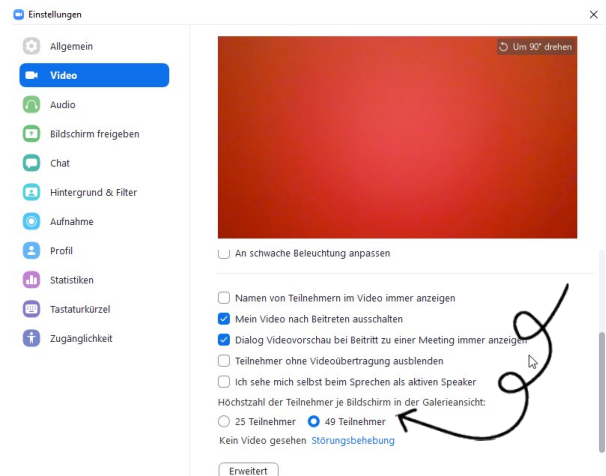 Einstellungen
Allgemein
Video
Audio
Bildschirm freigeben
Chat
Hintergrund & Filter
Aufnahme
Profil
Statistiken
Tastaturkürzel
Zugänglichkeit
Um 90° drehen
An schwache Beleuchtung anpassen
Namen von Teilnehmern im Video immer anzeigen
Mein Video nach Beitreten ausschalten
Dialog Videovorschau bei Beitritt zu einer Meeting immer anzeigen
Teilnehmer ohne Videoübertragung ausblenden
Ich sehe mich selbst beim Sprechen als aktiven Speaker
Höchstzahl der Teilnehmer je Bildschirm in der Galerieansicht:
25 Teilnehmer 49 Teilnehmer
Kein Video gesehen Störungsbehebung
Erweitert